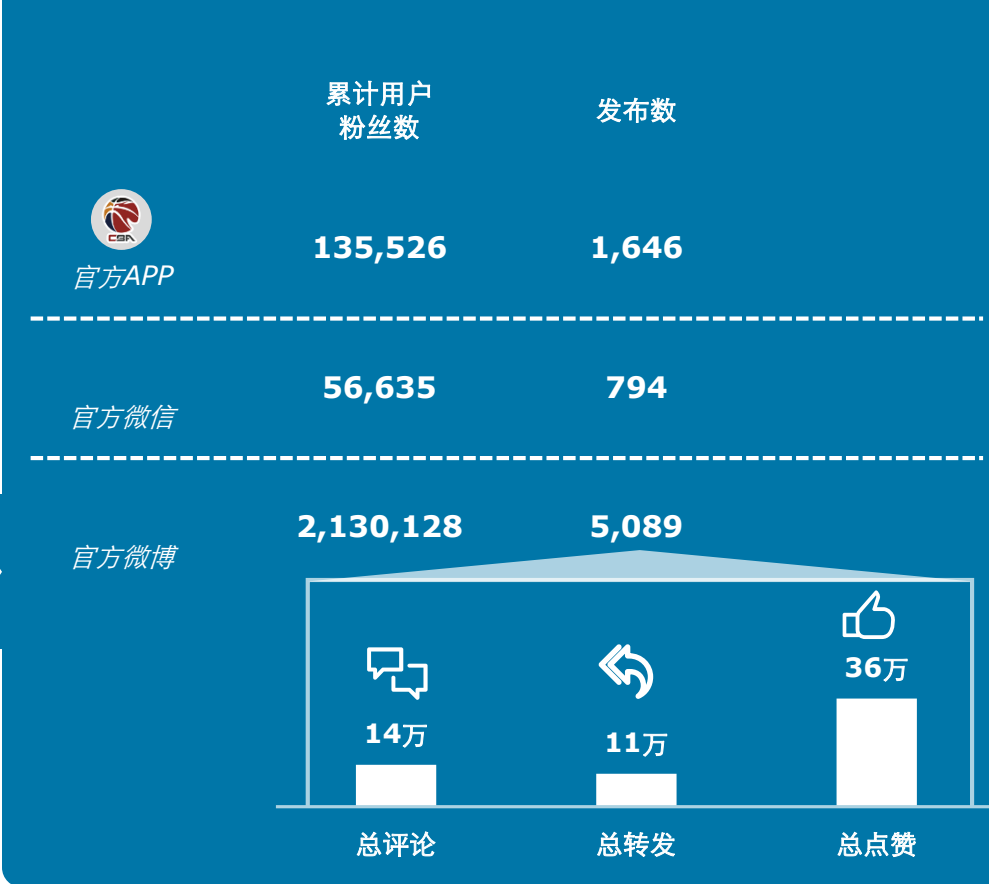 累计用户
粉丝数
发布数
CBA
官方APP
135,526
1,646
官方微信
56,635
794
官方微博
2,130,128
5,089
14万
11万
36万
总评论
总转发
总点赞